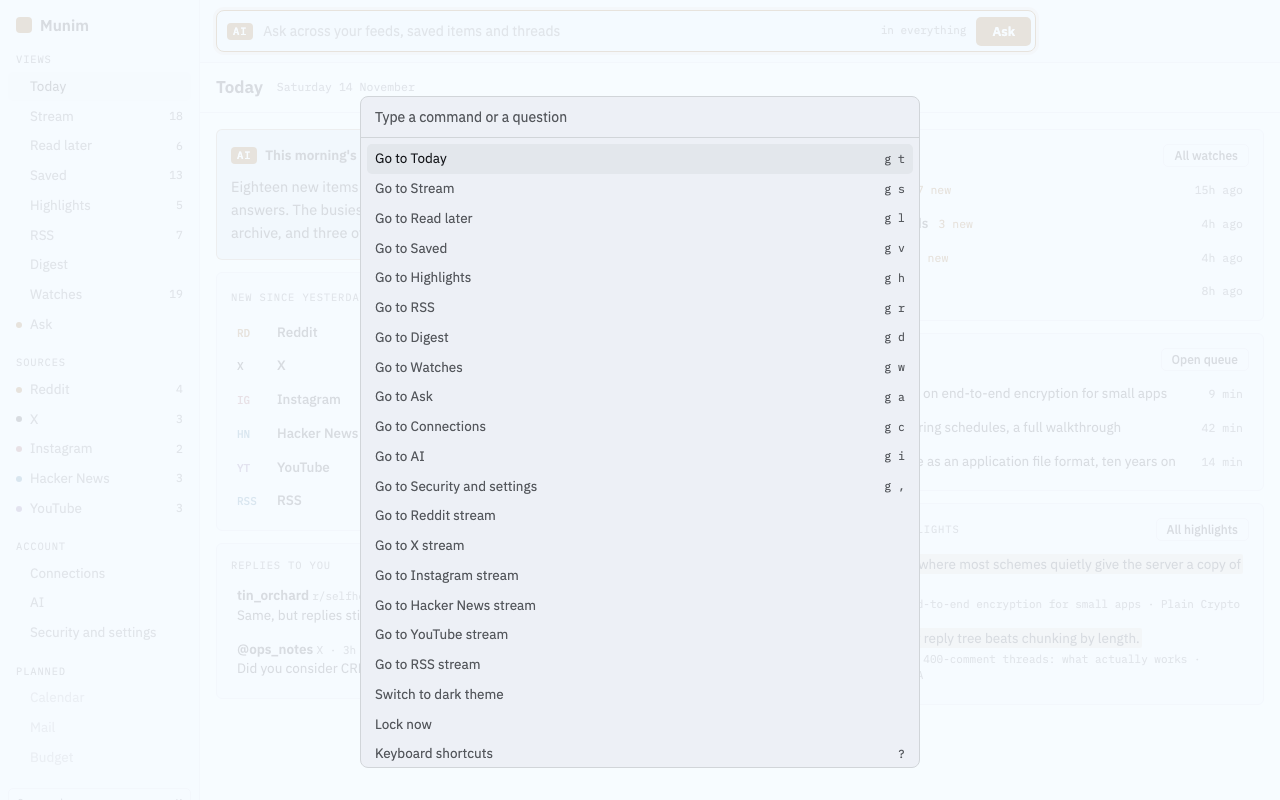 Munim
VIEWS
Today
Stream 18
Read later 6
Saved 13
Highlights 5
RSS 7
Digest
Watches 19
Ask
SOURCES
Reddit 4
X 3
Instagram 2
Hacker News 3
YouTube 3
ACCOUNT
Connections
AI
Security and settings
PLANNED
Calendar
Mail
Budget
AI Ask across your feeds, saved items and threads in everything Ask
Today Saturday 14 November
AI This morning's
Eighteen new items
answers. The busies
archive, and three o
NEW SINCE YESTERDA
RD Reddit
X X
IG Instagram
HN Hacker News
YT YouTube
RSS RSS
REPLIES TO YOU
tin_orchard r/selfh
Same, but replies sti
@ops_notes X · 3h
Did you consider CR
Type a command or a question
Go to Today g t
Go to Stream g s
Go to Read later g l
Go to Saved g v
Go to Highlights g h
Go to RSS g r
Go to Digest g d
Go to Watches g w
Go to Ask g a
Go to Connections g c
Go to AI g i
Go to Security and settings g ,
Go to Reddit stream
Go to X stream
Go to Instagram stream
Go to Hacker News stream
Go to YouTube stream
Go to RSS stream
Switch to dark theme
Lock now
Keyboard shortcuts ?
All watches
new 15h ago
ds 3 new 4h ago
new 4h ago
8h ago
Open queue
on end-to-end encryption for small apps 9 min
ring schedules, a full walkthrough 42 min
e as an application file format, ten years on 14 min
LIGHTS All highlights
where most schemes quietly give the server a copy of
d-to-end encryption for small apps · Plain Crypto
reply tree beats chunking by length.
400-comment threads: what actually works ·